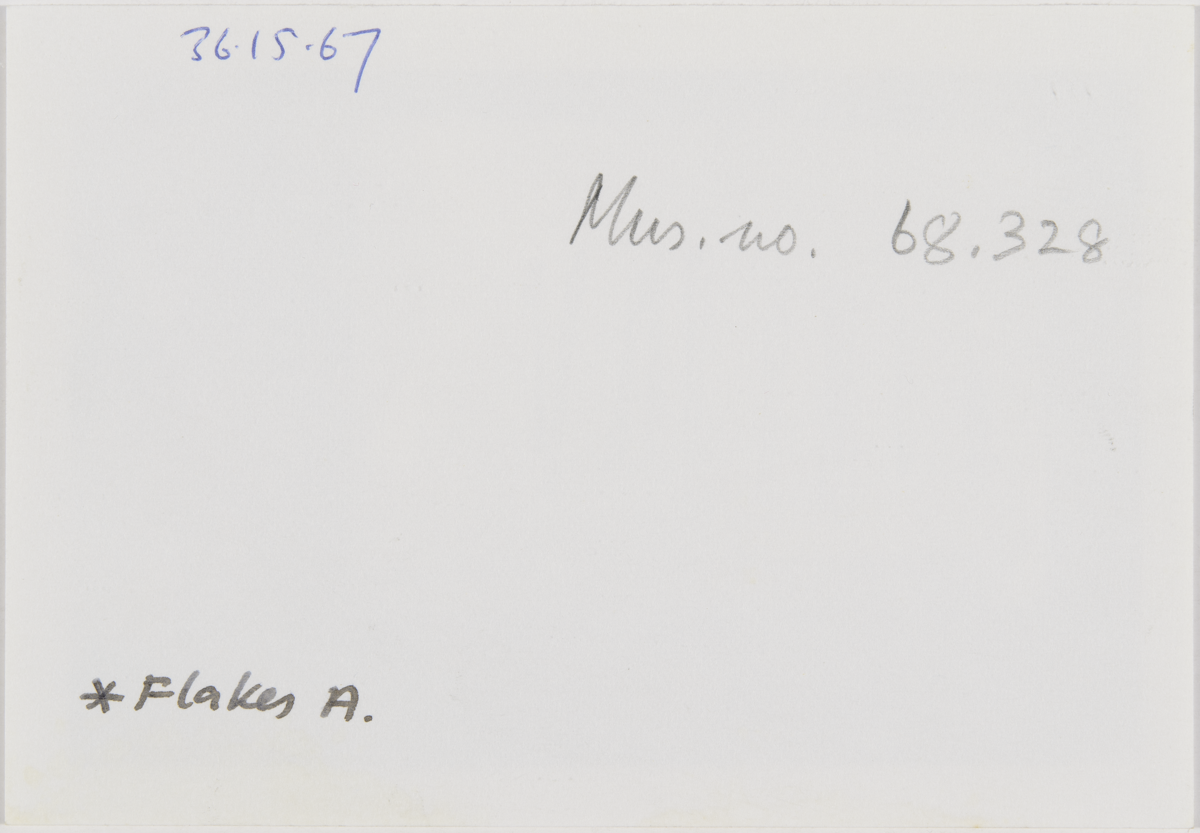 36.15.67
Mus. no. 68.328
* Flakes A.